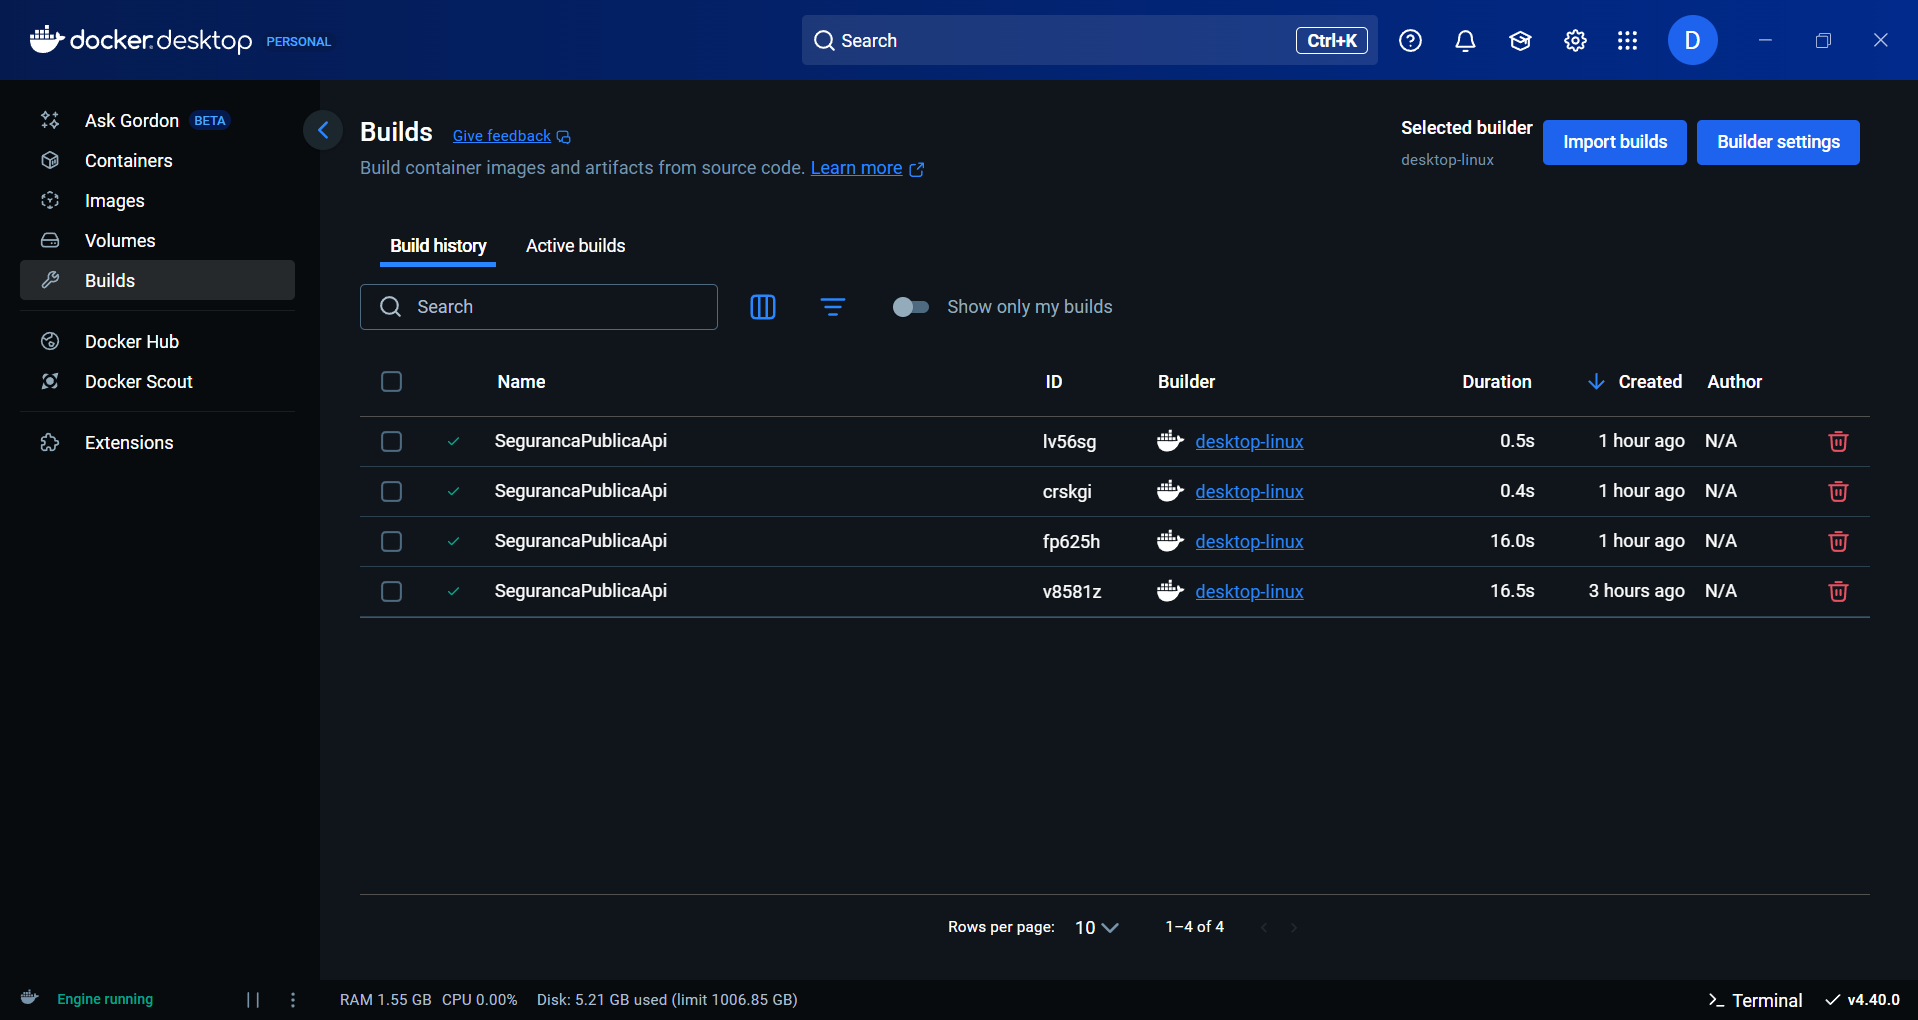 docker.desktop PERSONAL
Search Ctrl+K
D
Ask Gordon BETA
Containers
Images
Volumes
Builds
Docker Hub
Docker Scout
Extensions
Builds Give feedback
Build container images and artifacts from source code. Learn more
Selected builder
desktop-linux
Import builds
Builder settings
Build history Active builds
Search Show only my builds
Name ID Builder Duration Created Author
SegurancaPublicaApi lv56sg desktop-linux 0.5s 1 hour ago N/A
SegurancaPublicaApi crskgi desktop-linux 0.4s 1 hour ago N/A
SegurancaPublicaApi fp625h desktop-linux 16.0s 1 hour ago N/A
SegurancaPublicaApi v8581z desktop-linux 16.5s 3 hours ago N/A
Rows per page: 10 1–4 of 4
Engine running RAM 1.55 GB CPU 0.00% Disk: 5.21 GB used (limit 1006.85 GB) Terminal v4.40.0